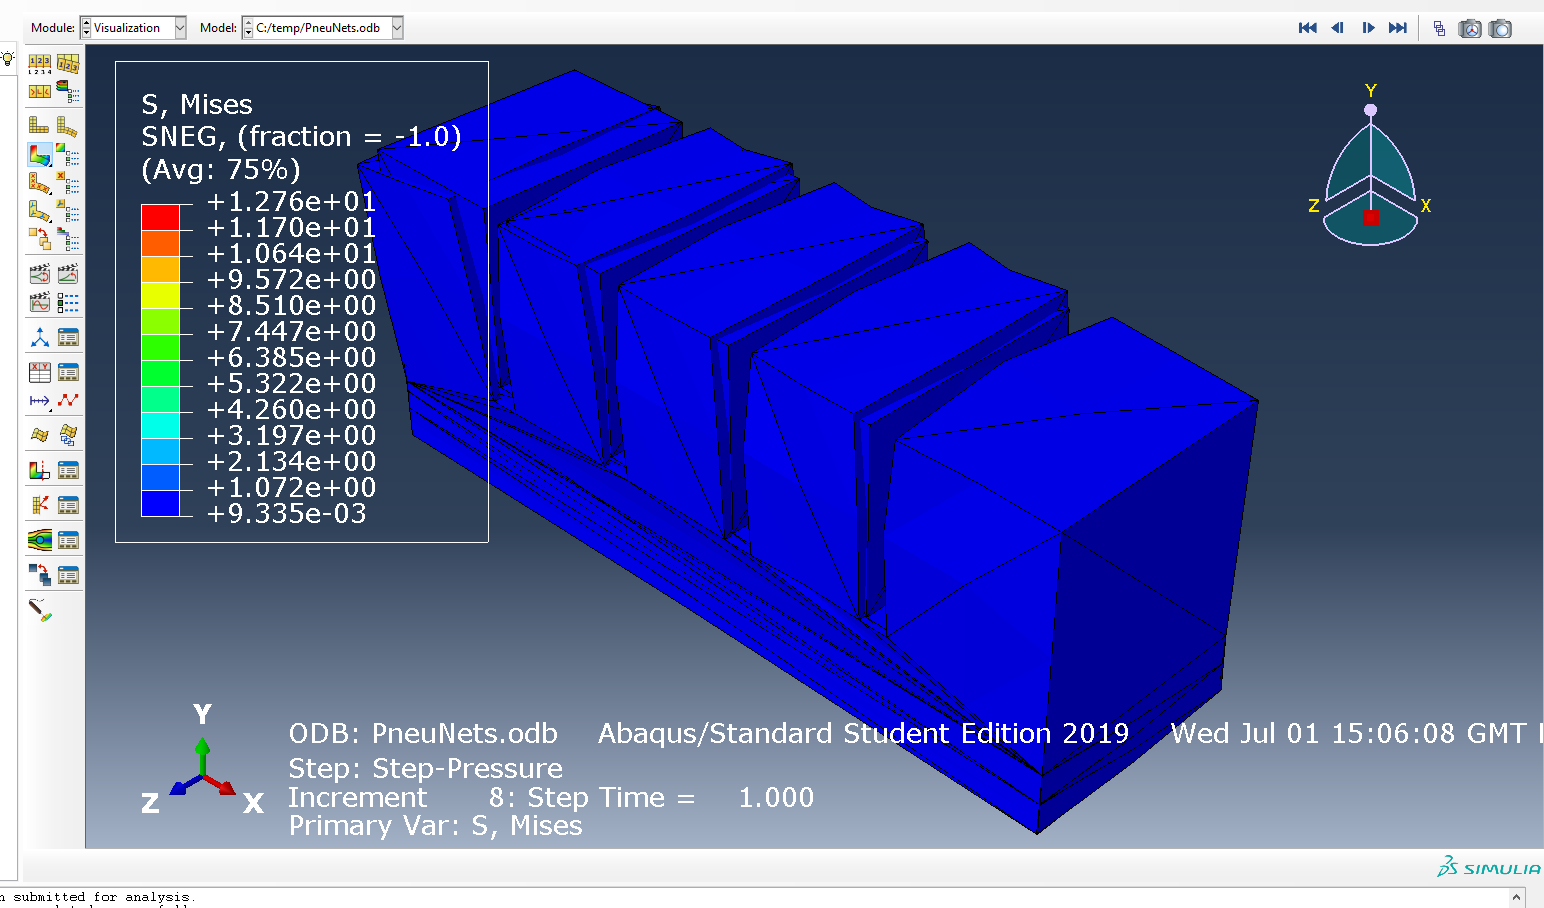 Module: Visualization Model: C:/temp/PneuNets.odb
S, Mises
SNEG, (fraction = -1.0)
(Avg: 75%)
+1.276e+01
+1.170e+01
+1.064e+01
+9.572e+00
+8.510e+00
+7.447e+00
+6.385e+00
+5.322e+00
+4.260e+00
+3.197e+00
+2.134e+00
+1.072e+00
+9.335e-03
Y
Z X
Y
Z X
ODB: PneuNets.odb Abaqus/Standard Student Edition 2019 Wed Jul 01 15:06:08 GMT
Step: Step-Pressure
Increment 8: Step Time = 1.000
Primary Var: S, Mises
SIMULIA
submitted for analysis.